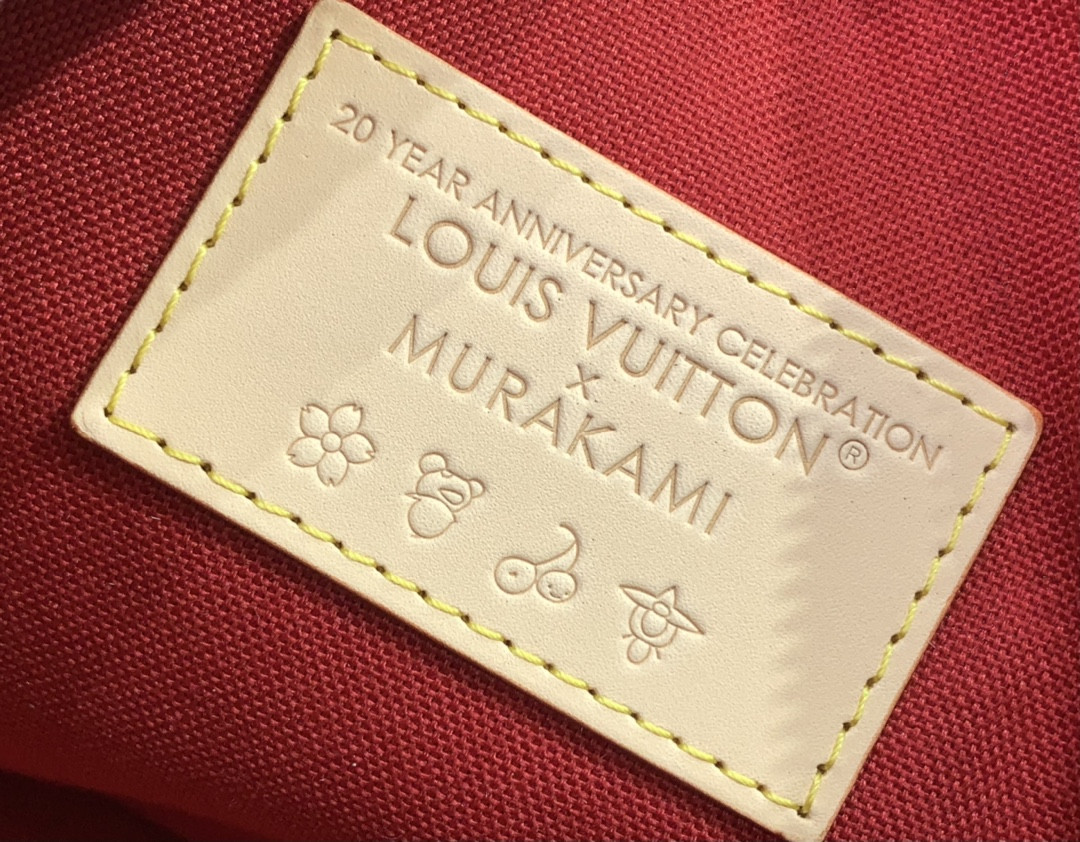 20 YEAR ANNIVERSARY CELEBRATION
LOUIS VUITTON®
×
MURAKAMI